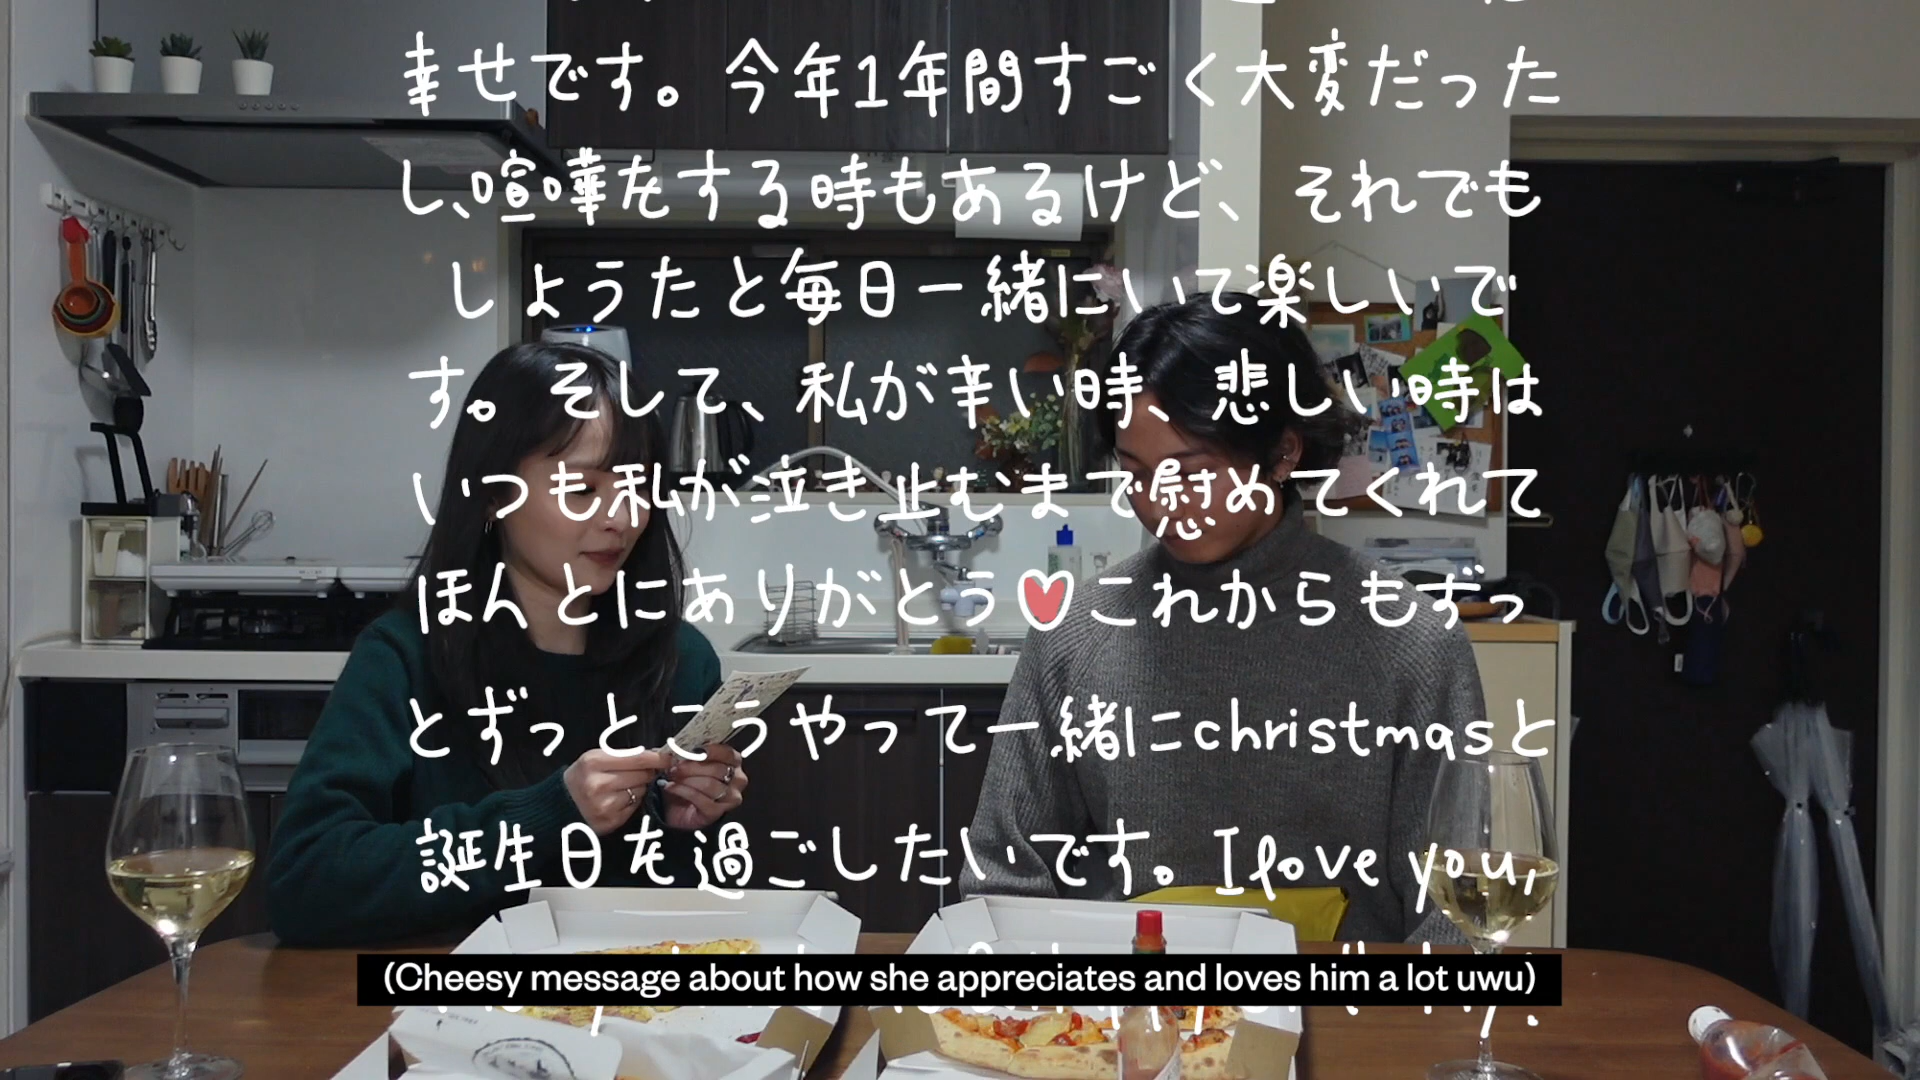 幸せです。今年1年間すごく大変だった
し、喧嘩をする時もあるけど、それでも
しょうたと毎日一緒にいて楽しいで
す。そして、私が辛い時、悲しい時は
いつも私が泣き止むまで慰めてくれて
ほんとにありがとう♥これからもずっ
とずっとこうやって一緒にchristmasと
誕生日を過ごしたいです。I love you,
(Cheesy message about how she appreciates and loves him a lot uwu)